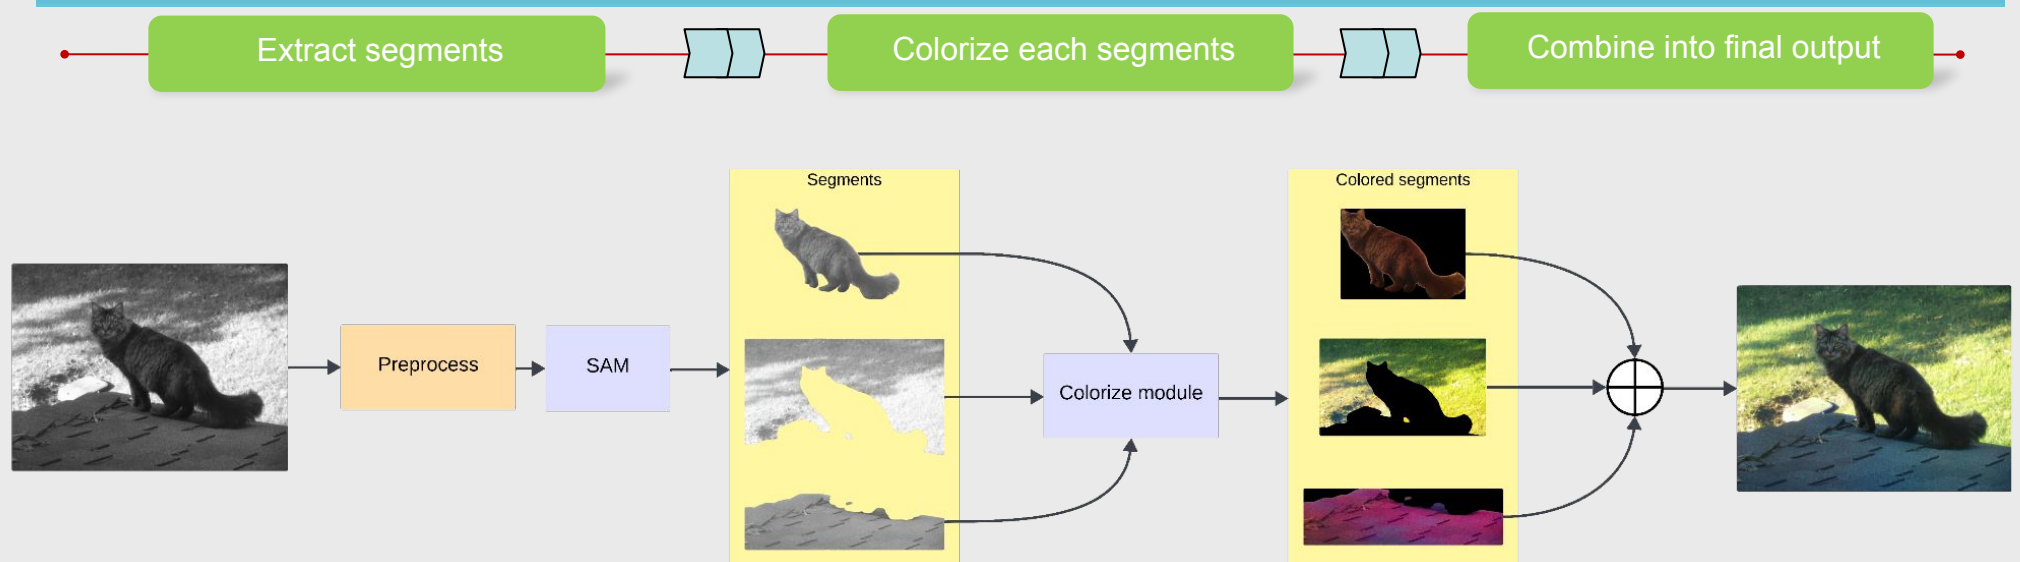 Extract segments
Colorize each segments
Combine into final output
Segments
Colored segments
Preprocess
SAM
Colorize module